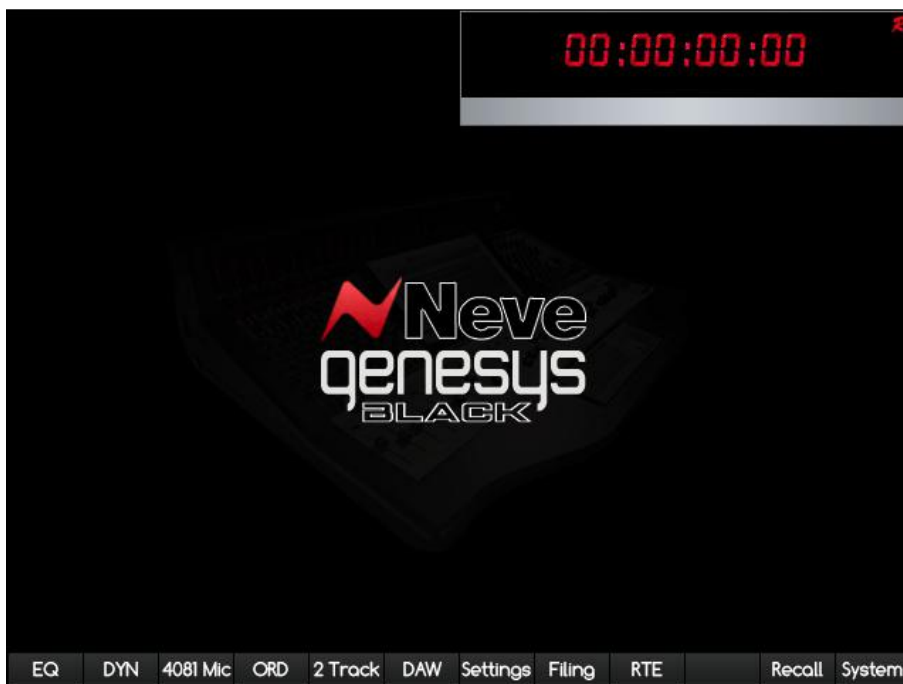 00:00:00:00
Neve
genesys
BLACK
EQ DYN 4081 Mic ORD 2 Track DAW Settings Filing RTE Recall System